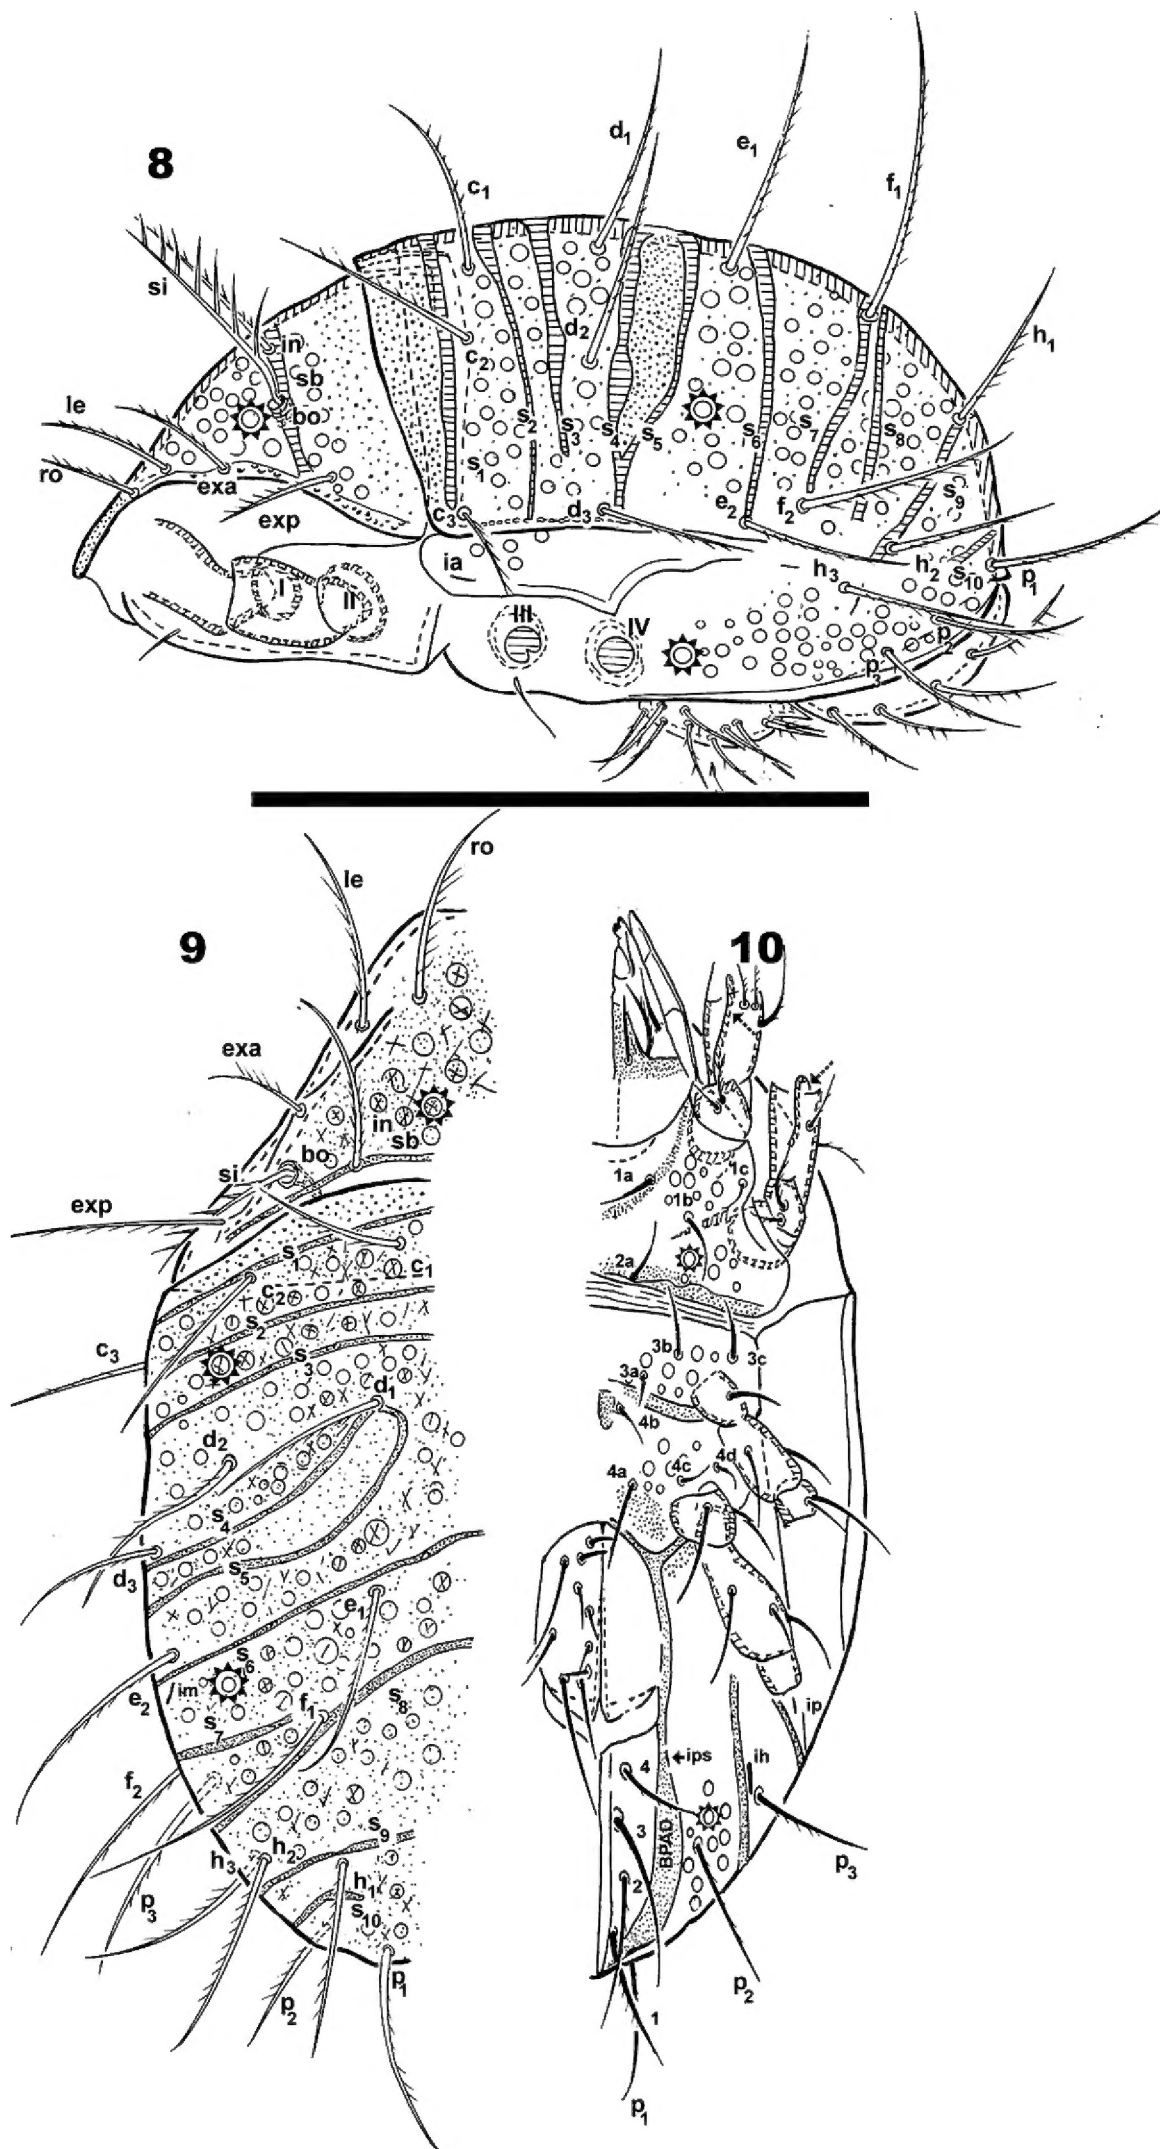 8
d₁
e₁
f₁
c₁
si
in
d₂
h₁
sb
c₂
le
bo
s₂
s₃
s₄
s₅
s₆
s₇
s₈
ro
exa
s₁
s₉
exp
c₃
d₃
e₂
f₂
ia
h₃
h₂
s₁₀
p₁
I
II
III
IV
p₂
p₃
ro
le
9
exa
in
sb
bo
si
exp
s₁
c₁
c₂
s₂
c₃
s₃
d₁
d₂
s₄
s₅
d₃
e₁
s₆
e₂
im
s₈
f₁
s₇
f₂
s₉
h₃
h₂
h₁
p₃
s₁₀
p₁
p₂
10
1a
1c
1b
2a
3b
3c
3a
4b
4a
4c
4d
ip
ips
ih
4
3
BPAD
2
p₃
p₂
1
p₁